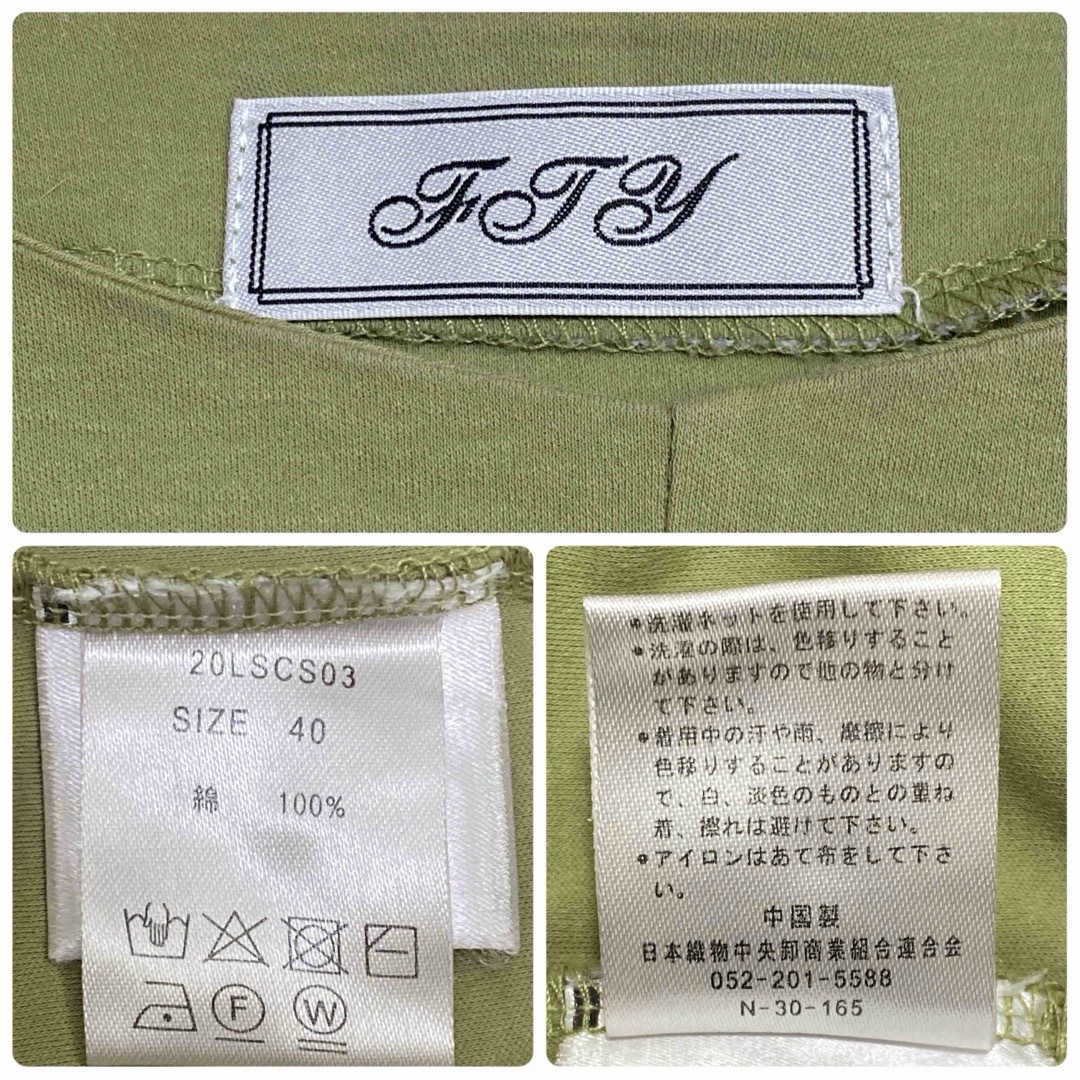 FTY
20LSCS03
SIZE 40
綿 100%
F W
•洗濯ネットを使用して下さい。
•洗濯の際は、色移りすること
がありますので他の物と分け
て下さい。
•着用中の汗や雨、摩擦により
色移りすることがありますの
で、白、淡色のものとの重ね
着、擦れは避けて下さい。
•アイロンはあて布をして下さ
い。
中国製
日本織物中央卸商業組合連合会
052-201-5588
N-30-165